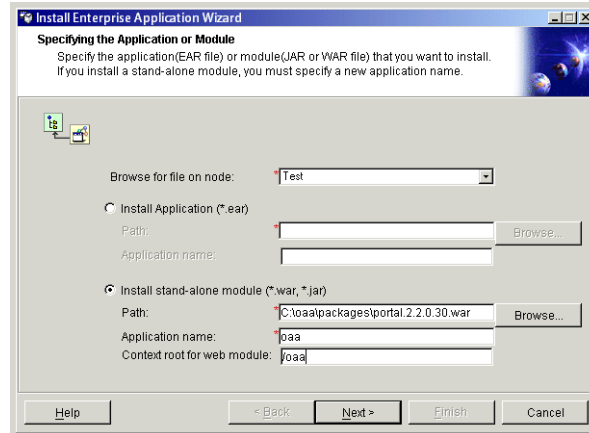 Install Enterprise Application Wizard
Specifying the Application or Module
Specify the application(EAR file) or module(JAR or WAR file) that you want to install.
If you install a stand-alone module, you must specify a new application name.
Browse for file on node: *Test
Install Application (*.ear)
Path: * Browse...
Application name:
Install stand-alone module (*.war, *.jar)
Path: *C:\oaa\packages\portal.2.2.0.30.war Browse...
Application name: *oaa
Context root for web module: /oaa
Help < Back Next > Finish Cancel